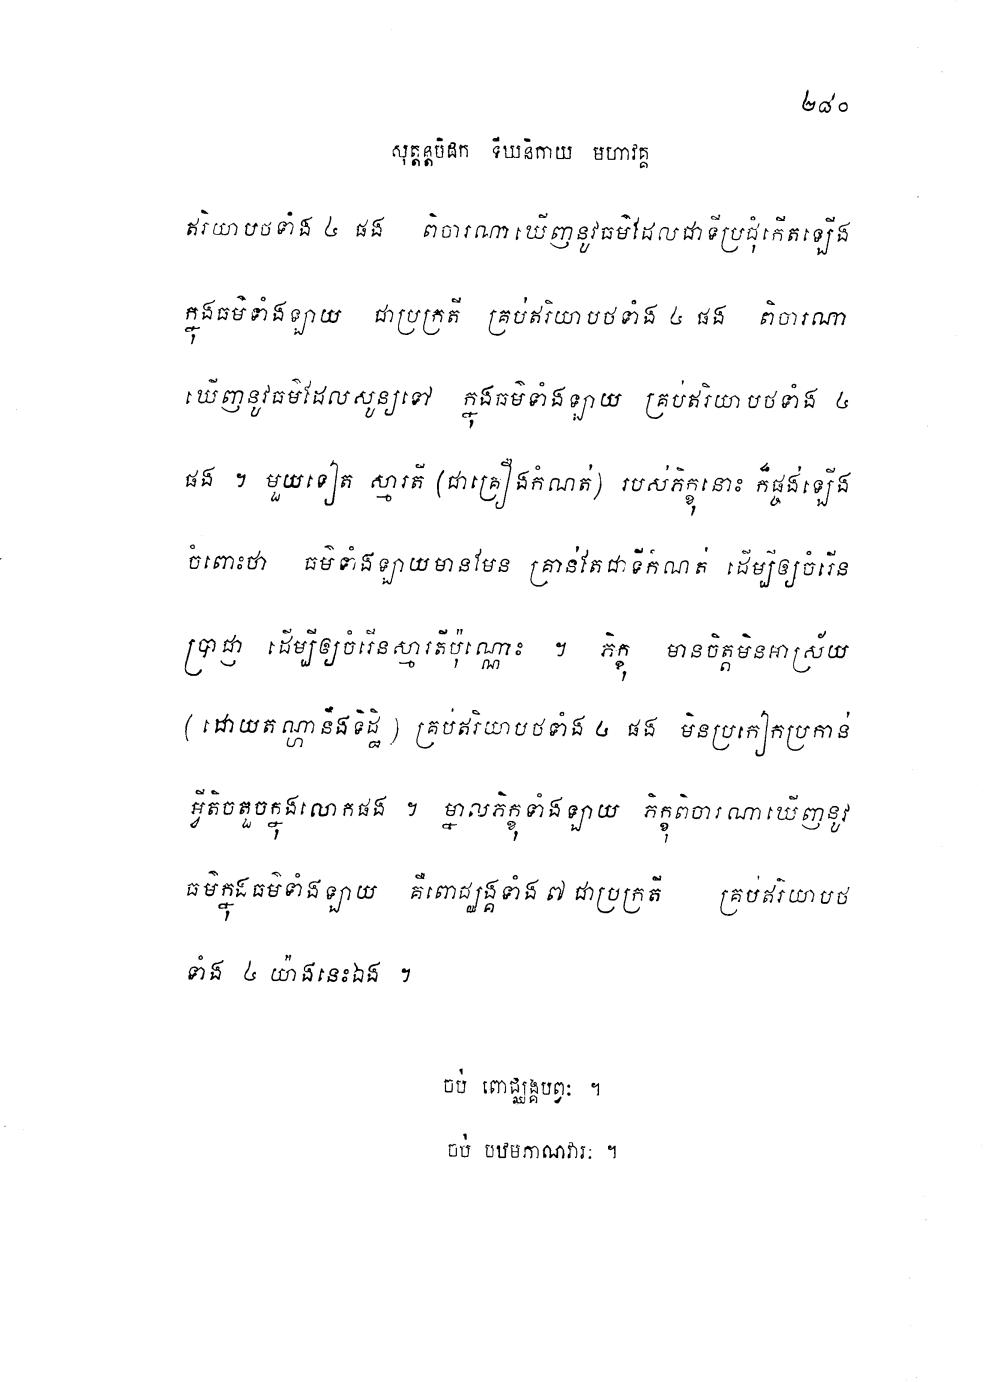 ២៨០
សុត្តន្តបិដក ទីឃនិកាយ មហាវគ្គ
ឥរិយាបថទាំង ៤ ផង ពិចារណាឃើញនូវធម៌ដែលជាទីប្រជុំកើតឡើង
ក្នុងធម៌ទាំងឡាយ ជាប្រក្រតី គ្រប់ឥរិយាបថទាំង ៤ ផង ពិចារណា
ឃើញនូវធម៌ដែលសូន្យទៅ ក្នុងធម៌ទាំងឡាយ គ្រប់ឥរិយាបថទាំង ៤
ផង ។ មួយទៀត ស្មារតី (ជាគ្រឿងកំណត់) របស់ភិក្ខុនោះ ក៏ផ្ចង់ឡើង
ចំពោះថា ធម៌ទាំងឡាយមានមែន គ្រាន់តែជាទីកំណត់ ដើម្បីឲ្យចំរើន
ប្រាជ្ញា ដើម្បីឲ្យចំរើនស្មារតីប៉ុណ្ណោះ ។ ភិក្ខុ មានចិត្តមិនអាស្រ័យ
(ដោយតណ្ហានឹងទិដ្ឋិ) គ្រប់ឥរិយាបថទាំង ៤ ផង មិនប្រកៀកប្រកាន់
អ្វីតិចតួចក្នុងលោកផង ។ ម្នាលភិក្ខុទាំងឡាយ ភិក្ខុពិចារណាឃើញនូវ
ធម៌ក្នុងធម៌ទាំងឡាយ គឺពោជ្ឈង្គទាំង ៧ ជាប្រក្រតី គ្រប់ឥរិយាបថ
ទាំង ៤ យ៉ាងនេះឯង ។
ចប់ ពោជ្ឈង្គបព្វៈ ។
ចប់ បឋមភាណវារៈ ។